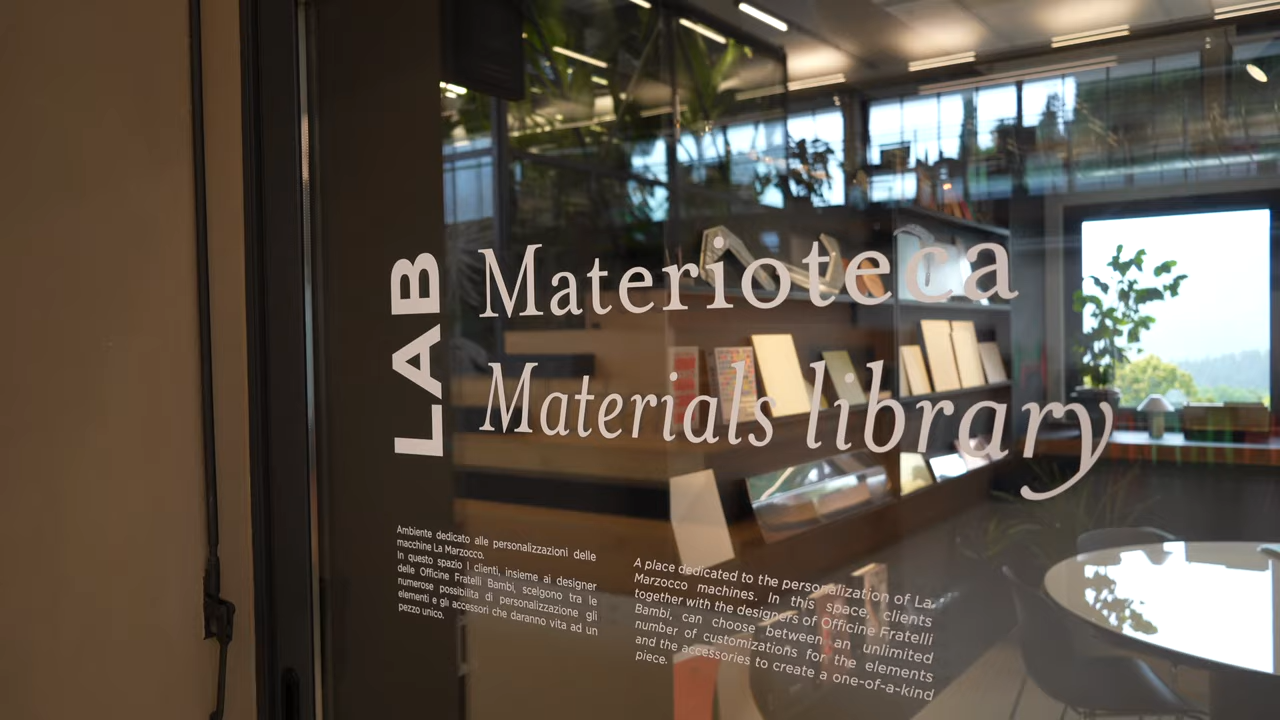 LAB
Materioteca
Materials library
Ambiente dedicato alle personalizzazioni delle
macchine La Marzocco.
In questo spazio I clienti, insieme ai designer
delle Officine Fratelli Bambi, scelgono tra le
numerose possibilita di personalizzazione gli
elementi e gli accessori che daranno vita ad un
pezzo unico.
A place dedicated to the personalization of La
Marzocco machines. In this space, clients
together with the designers of Officine Fratelli
Bambi, can choose between an unlimited
number of customizations for the elements
and the accessories to create a one-of-a-kind
piece.